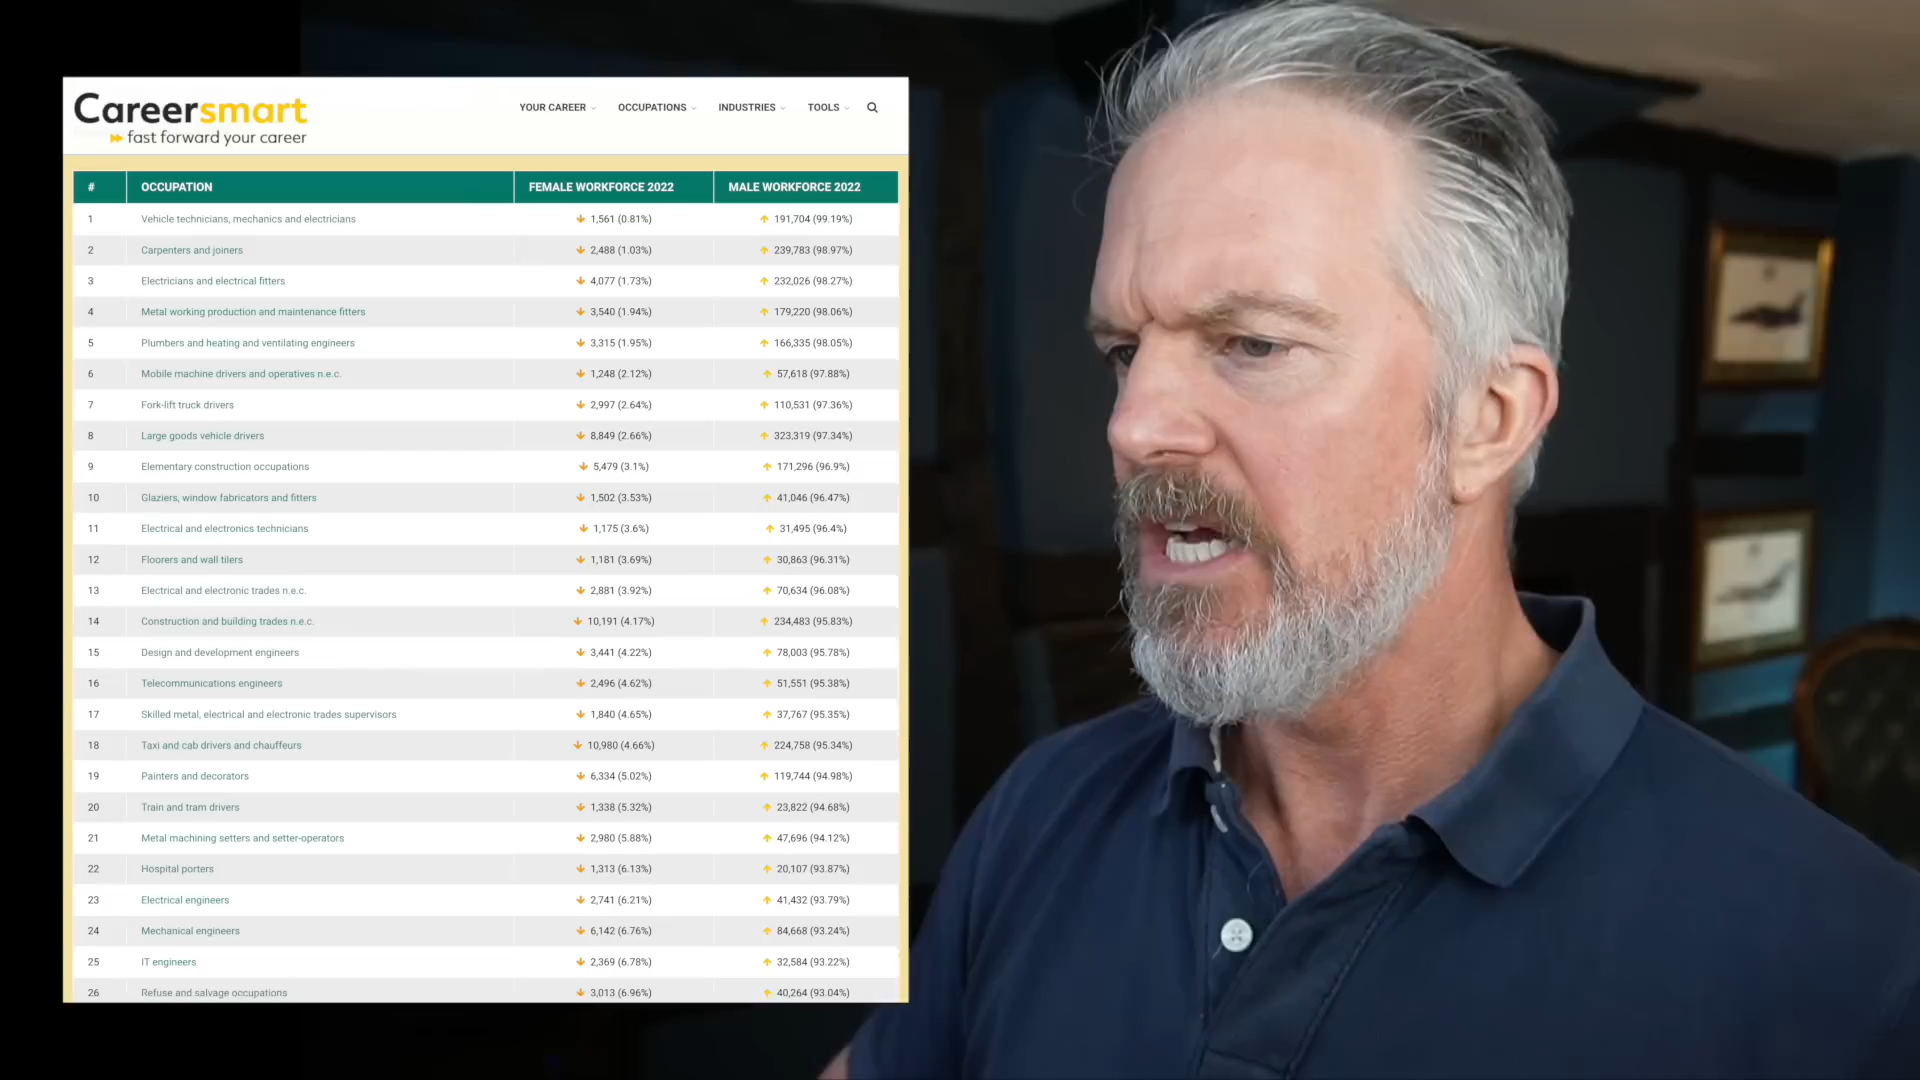 Careersmart
fast forward your career
YOUR CAREER OCCUPATIONS INDUSTRIES TOOLS
# OCCUPATION FEMALE WORKFORCE 2022 MALE WORKFORCE 2022
1 Vehicle technicians, mechanics and electricians 1,561 (0.81%) 191,704 (99.19%)
2 Carpenters and joiners 2,488 (1.03%) 239,783 (98.97%)
3 Electricians and electrical fitters 4,077 (1.73%) 232,026 (98.27%)
4 Metal working production and maintenance fitters 3,540 (1.94%) 179,220 (98.06%)
5 Plumbers and heating and ventilating engineers 3,315 (1.95%) 166,335 (98.05%)
6 Mobile machine drivers and operatives n.e.c. 1,248 (2.12%) 57,618 (97.88%)
7 Fork-lift truck drivers 2,997 (2.64%) 110,531 (97.36%)
8 Large goods vehicle drivers 8,849 (2.66%) 323,319 (97.34%)
9 Elementary construction occupations 5,479 (3.1%) 171,296 (96.9%)
10 Glaziers, window fabricators and fitters 1,502 (3.53%) 41,046 (96.47%)
11 Electrical and electronics technicians 1,175 (3.6%) 31,495 (96.4%)
12 Floorers and wall tilers 1,181 (3.69%) 30,863 (96.31%)
13 Electrical and electronic trades n.e.c. 2,881 (3.92%) 70,634 (96.08%)
14 Construction and building trades n.e.c. 10,191 (4.17%) 234,483 (95.83%)
15 Design and development engineers 3,441 (4.22%) 78,003 (95.78%)
16 Telecommunications engineers 2,496 (4.62%) 51,551 (95.38%)
17 Skilled metal, electrical and electronic trades supervisors 1,840 (4.65%) 37,767 (95.35%)
18 Taxi and cab drivers and chauffeurs 10,980 (4.66%) 224,758 (95.34%)
19 Painters and decorators 6,334 (5.02%) 119,744 (94.98%)
20 Train and tram drivers 1,338 (5.32%) 23,822 (94.68%)
21 Metal machining setters and setter-operators 2,980 (5.88%) 47,696 (94.12%)
22 Hospital porters 1,313 (6.13%) 20,107 (93.87%)
23 Electrical engineers 2,741 (6.21%) 41,432 (93.79%)
24 Mechanical engineers 6,142 (6.76%) 84,668 (93.24%)
25 IT engineers 2,369 (6.78%) 32,584 (93.22%)
26 Refuse and salvage occupations 3,013 (6.96%) 40,264 (93.04%)